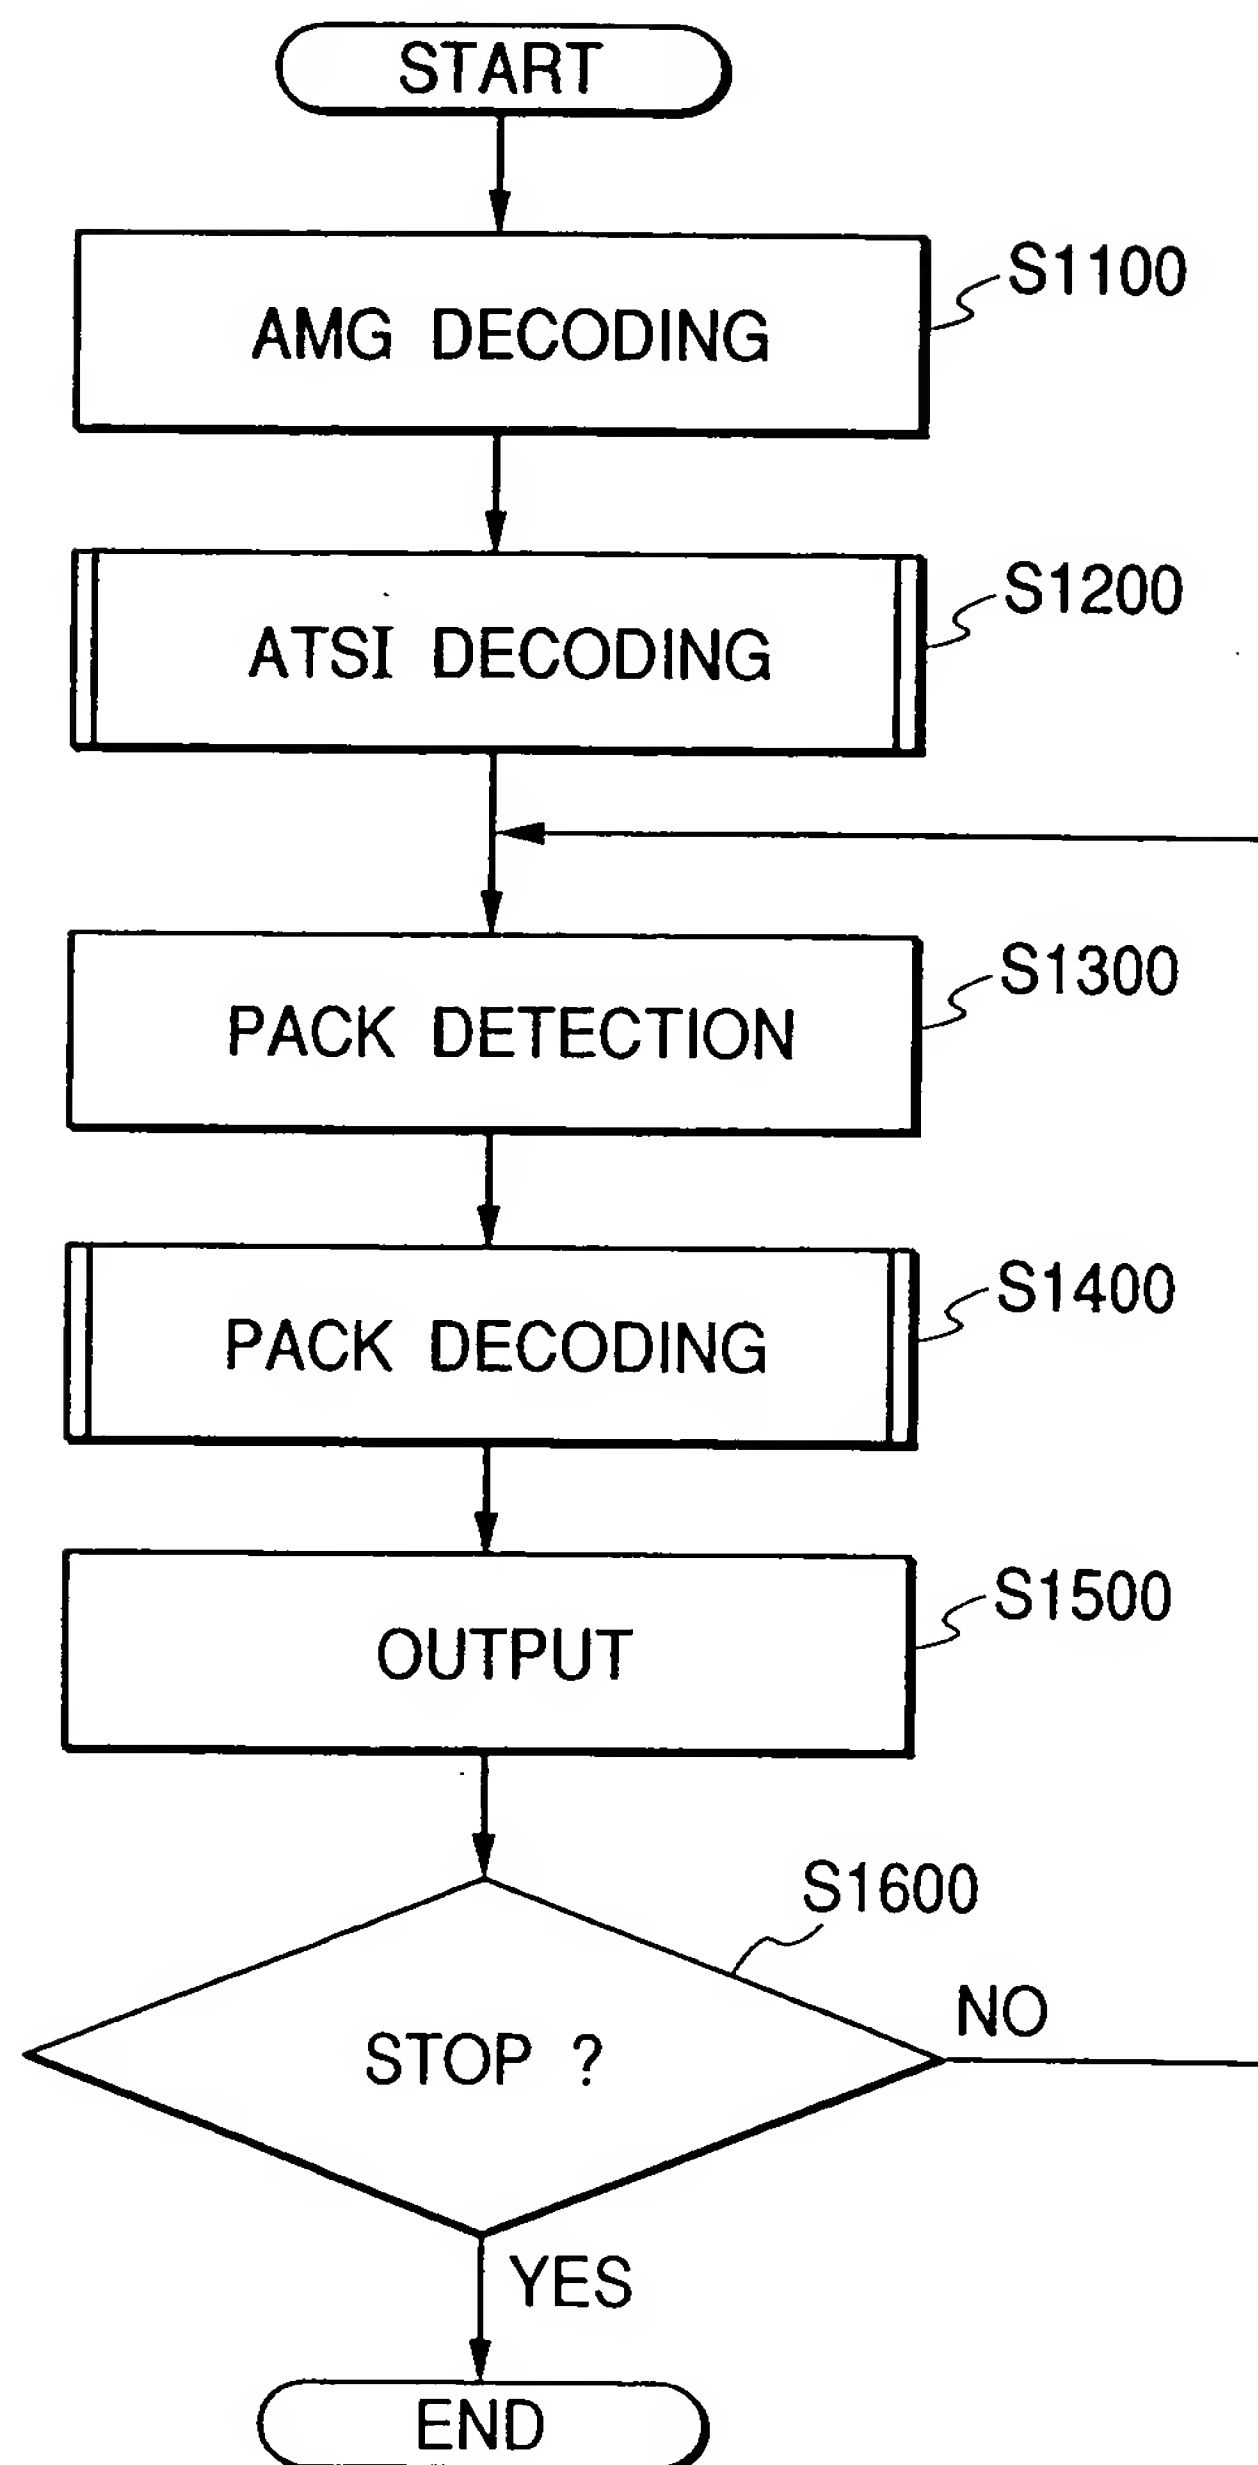 START
AMG DECODING
S1100
ATSI DECODING
S1200
PACK DETECTION
S1300
PACK DECODING
S1400
OUTPUT
S1500
S1600
STOP ?
NO
YES
END